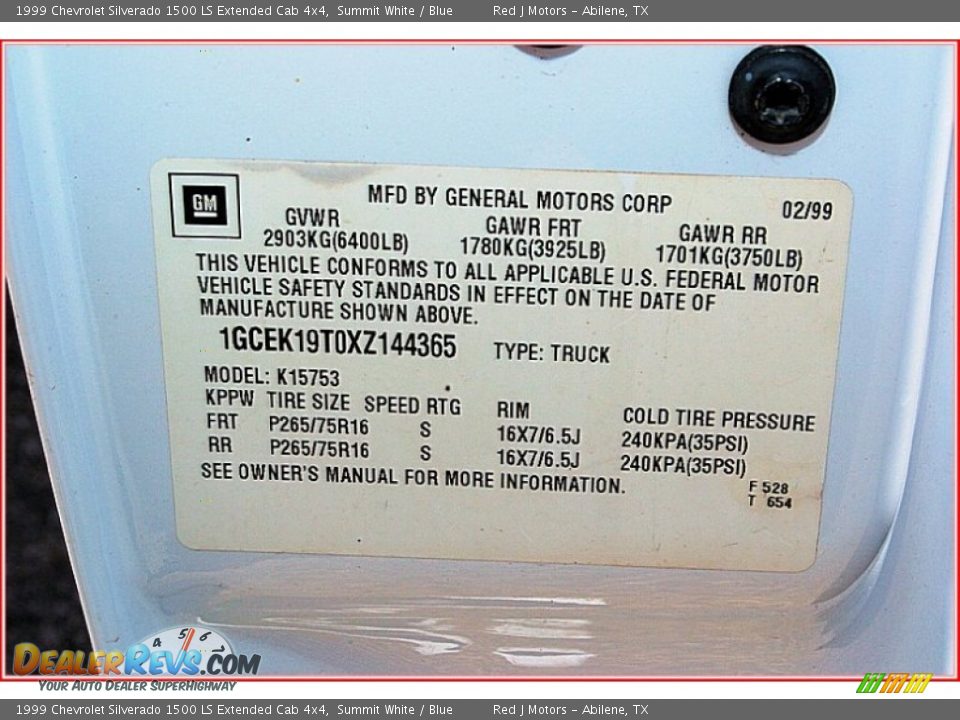 1999 Chevrolet Silverado 1500 LS Extended Cab 4x4, Summit White / Blue Red J Motors – Abilene, TX
GM
MFD BY GENERAL MOTORS CORP 02/99
GVWR GAWR FRT GAWR RR
2903KG(6400LB) 1780KG(3925LB) 1701KG(3750LB)
THIS VEHICLE CONFORMS TO ALL APPLICABLE U.S. FEDERAL MOTOR
VEHICLE SAFETY STANDARDS IN EFFECT ON THE DATE OF
MANUFACTURE SHOWN ABOVE.
1GCEK19T0XZ144365 TYPE: TRUCK
MODEL: K15753
KPPW TIRE SIZE SPEED RTG RIM COLD TIRE PRESSURE
FRT P265/75R16 S 16X7/6.5J 240KPA(35PSI)
RR P265/75R16 S 16X7/6.5J 240KPA(35PSI)
SEE OWNER'S MANUAL FOR MORE INFORMATION.
F 528
T 654
4 5 6
DEALERREVS.COM
YOUR AUTO DEALER SUPERHIGHWAY
1999 Chevrolet Silverado 1500 LS Extended Cab 4x4, Summit White / Blue Red J Motors – Abilene, TX